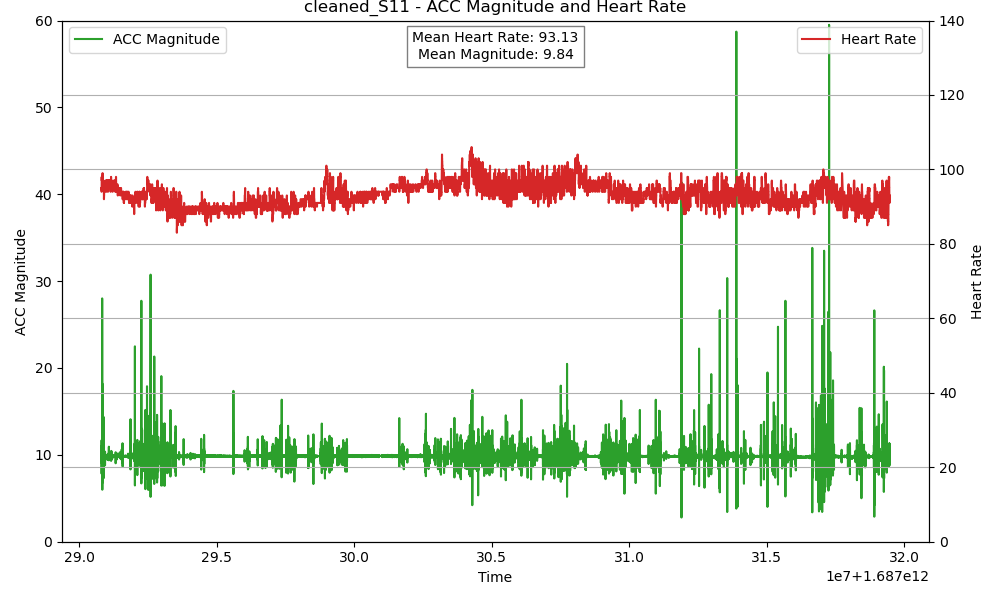 cleaned_S11 - ACC Magnitude and Heart Rate
ACC Magnitude
Mean Heart Rate: 93.13
Mean Magnitude: 9.84
Heart Rate
60
50
40
30
20
10
0
ACC Magnitude
140
120
100
80
60
40
20
0
Heart Rate
29.0 29.5 30.0 30.5 31.0 31.5 32.0
Time
1e7+1.687e12